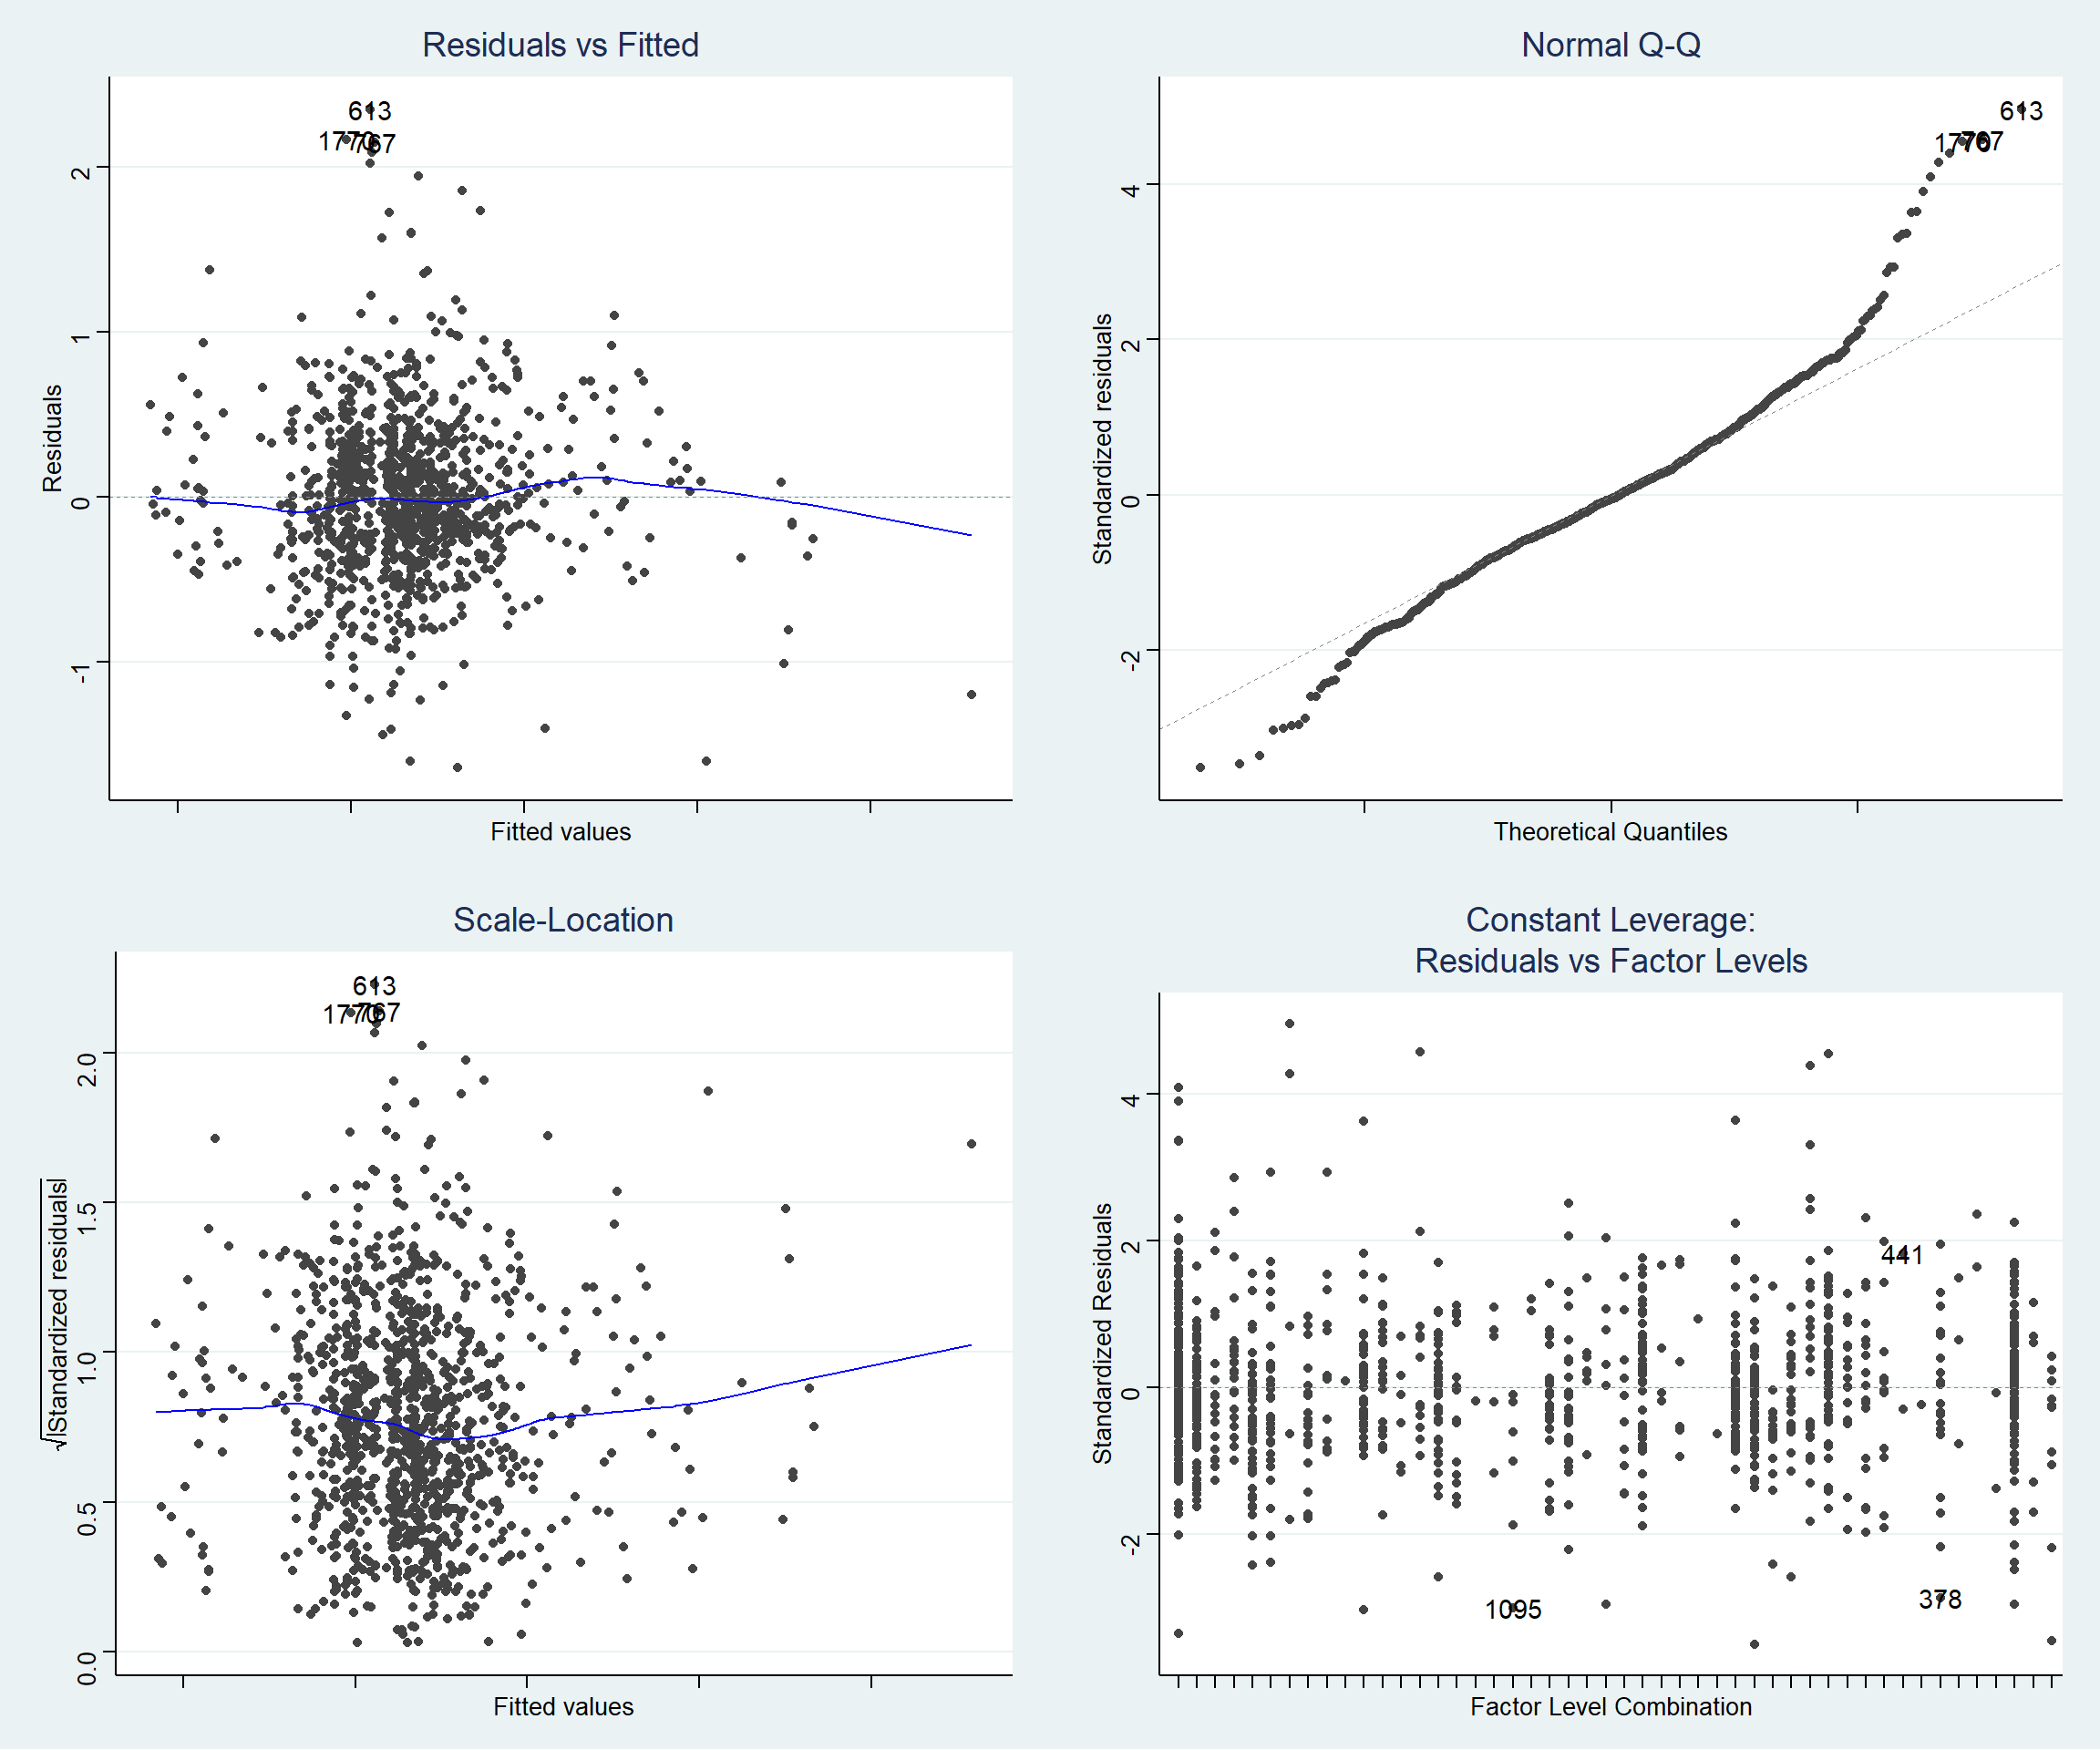 Residuals vs Fitted
613
1770
767
2
1
0
-1
Residuals
Fitted values
Normal Q-Q
613
1770
767
4
2
0
-2
Standardized residuals
Theoretical Quantiles
Scale-Location
613
1770
767
2.0
1.5
1.0
0.5
0.0
√|Standardized residuals|
Fitted values
Constant Leverage:
Residuals vs Factor Levels
4
2
0
-2
441
1095
378
Standardized Residuals
Factor Level Combination